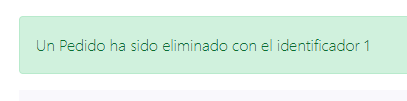 Un Pedido ha sido eliminado con el identificador 1